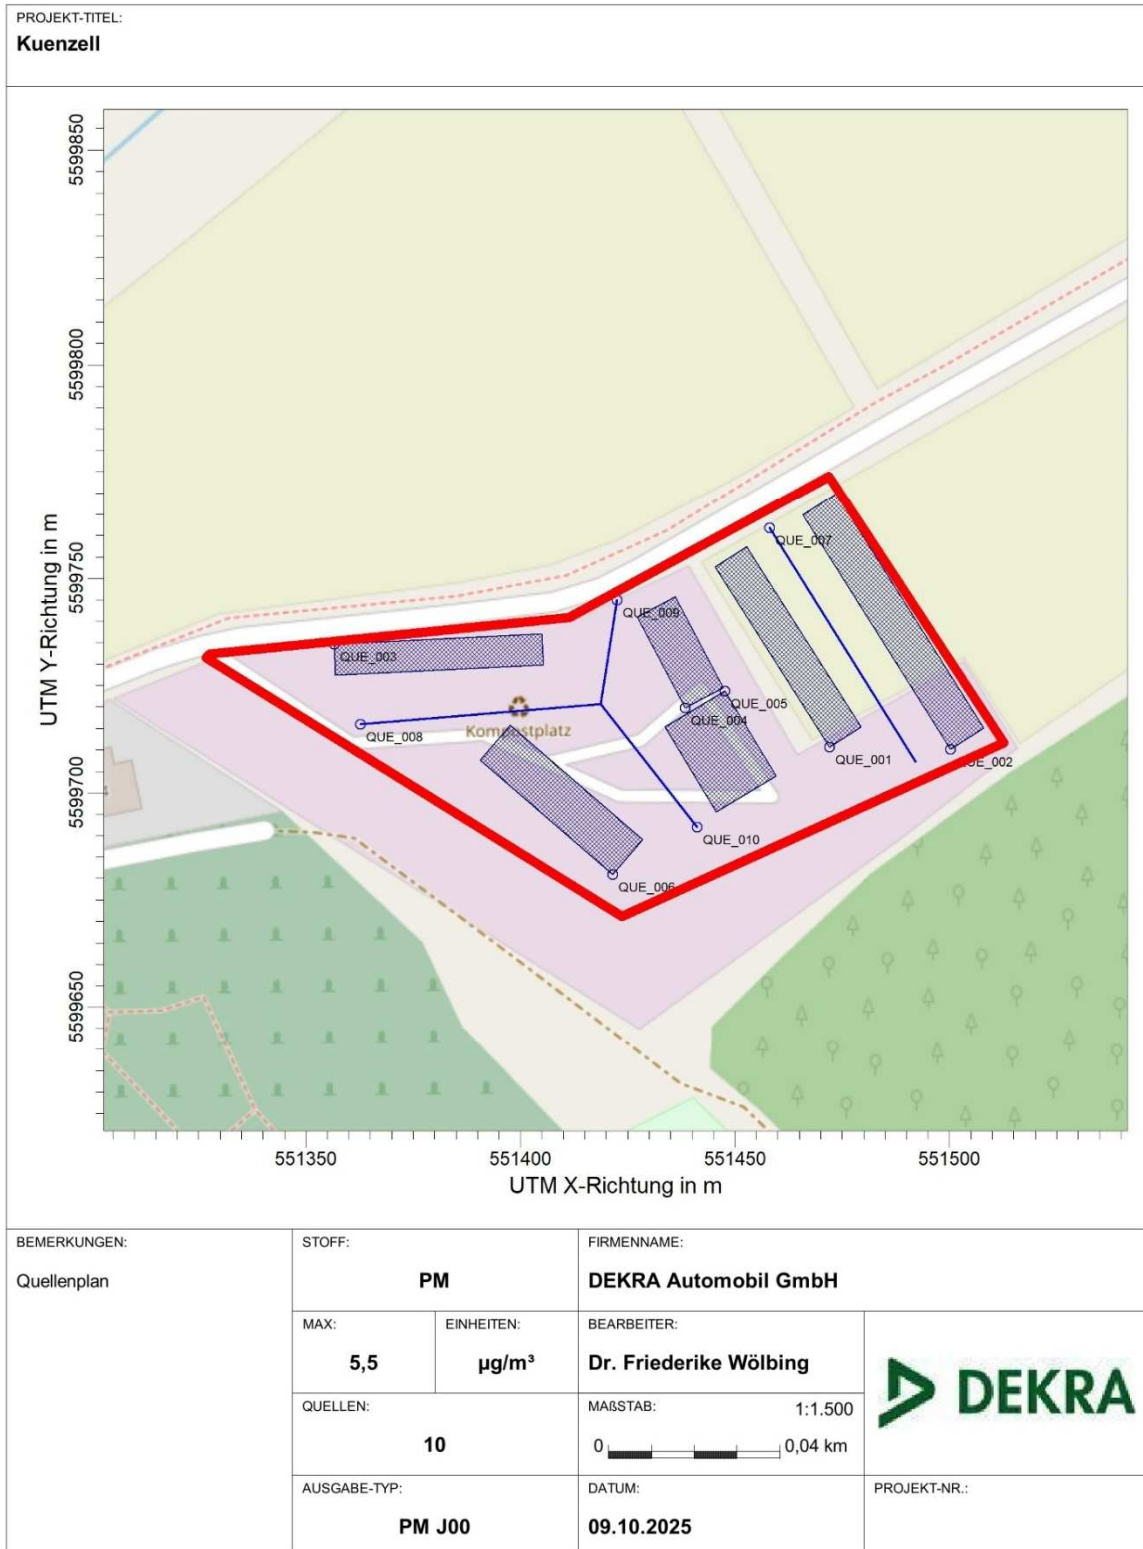 PROJEKT-TITEL:
Kuenzell
5599850
5599800
5599750
5599700
5599650
UTM Y-Richtung in m
QUE_007
QUE_009
QUE_003
QUE_005
QUE_004
QUE_008
Kompostplatz
QUE_001
QUE_002
QUE_010
QUE_006
551350
551400
551450
551500
UTM X-Richtung in m
BEMERKUNGEN:
Quellenplan
STOFF:
PM
FIRMENNAME:
DEKRA Automobil GmbH
MAX:
5,5
EINHEITEN:
µg/m³
BEARBEITER:
Dr. Friederike Wölbing
QUELLEN:
10
MAßSTAB:
1:1.500
0
0,04 km
DEKRA
AUSGABE-TYP:
PM J00
DATUM:
09.10.2025
PROJEKT-NR.: